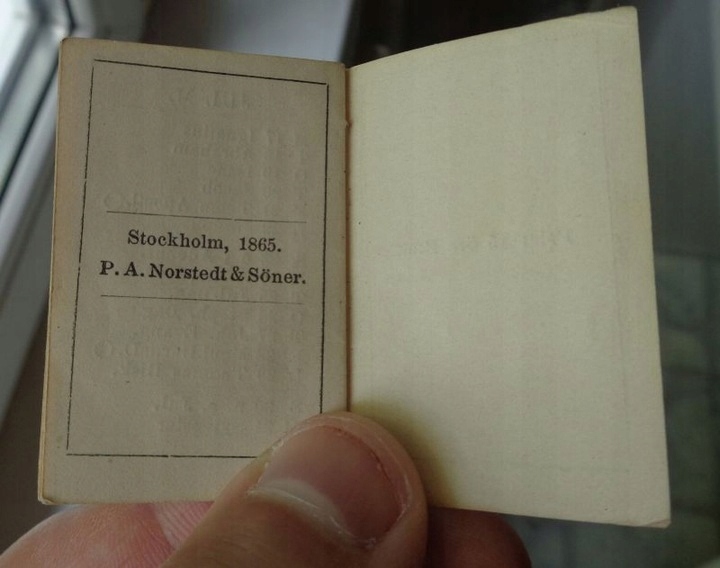 Stockholm, 1865.
P. A. Norstedt & Söner.